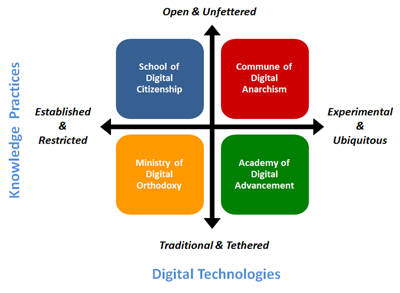 Open & Unfettered
School of
Digital
Citizenship
Commune of
Digital
Anarchism
Knowledge Practices
Established
&
Restricted
Experimental
&
Ubiquitous
Ministry of
Digital
Orthodoxy
Academy of
Digital
Advancement
Traditional & Tethered
Digital Technologies